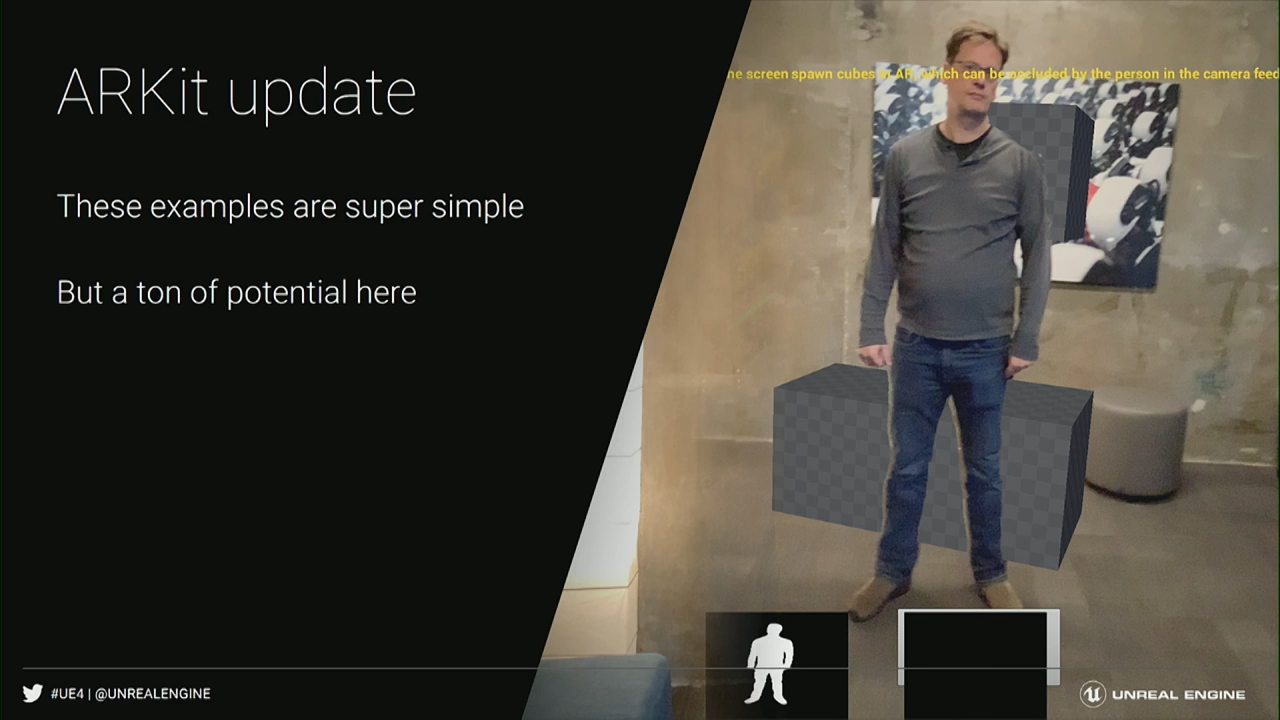 ARKit update
ne screen spawn cubes in AR, which can be occluded by the person in the camera feed
These examples are super simple
But a ton of potential here
#UE4 | @UNREALENGINE
UNREAL ENGINE